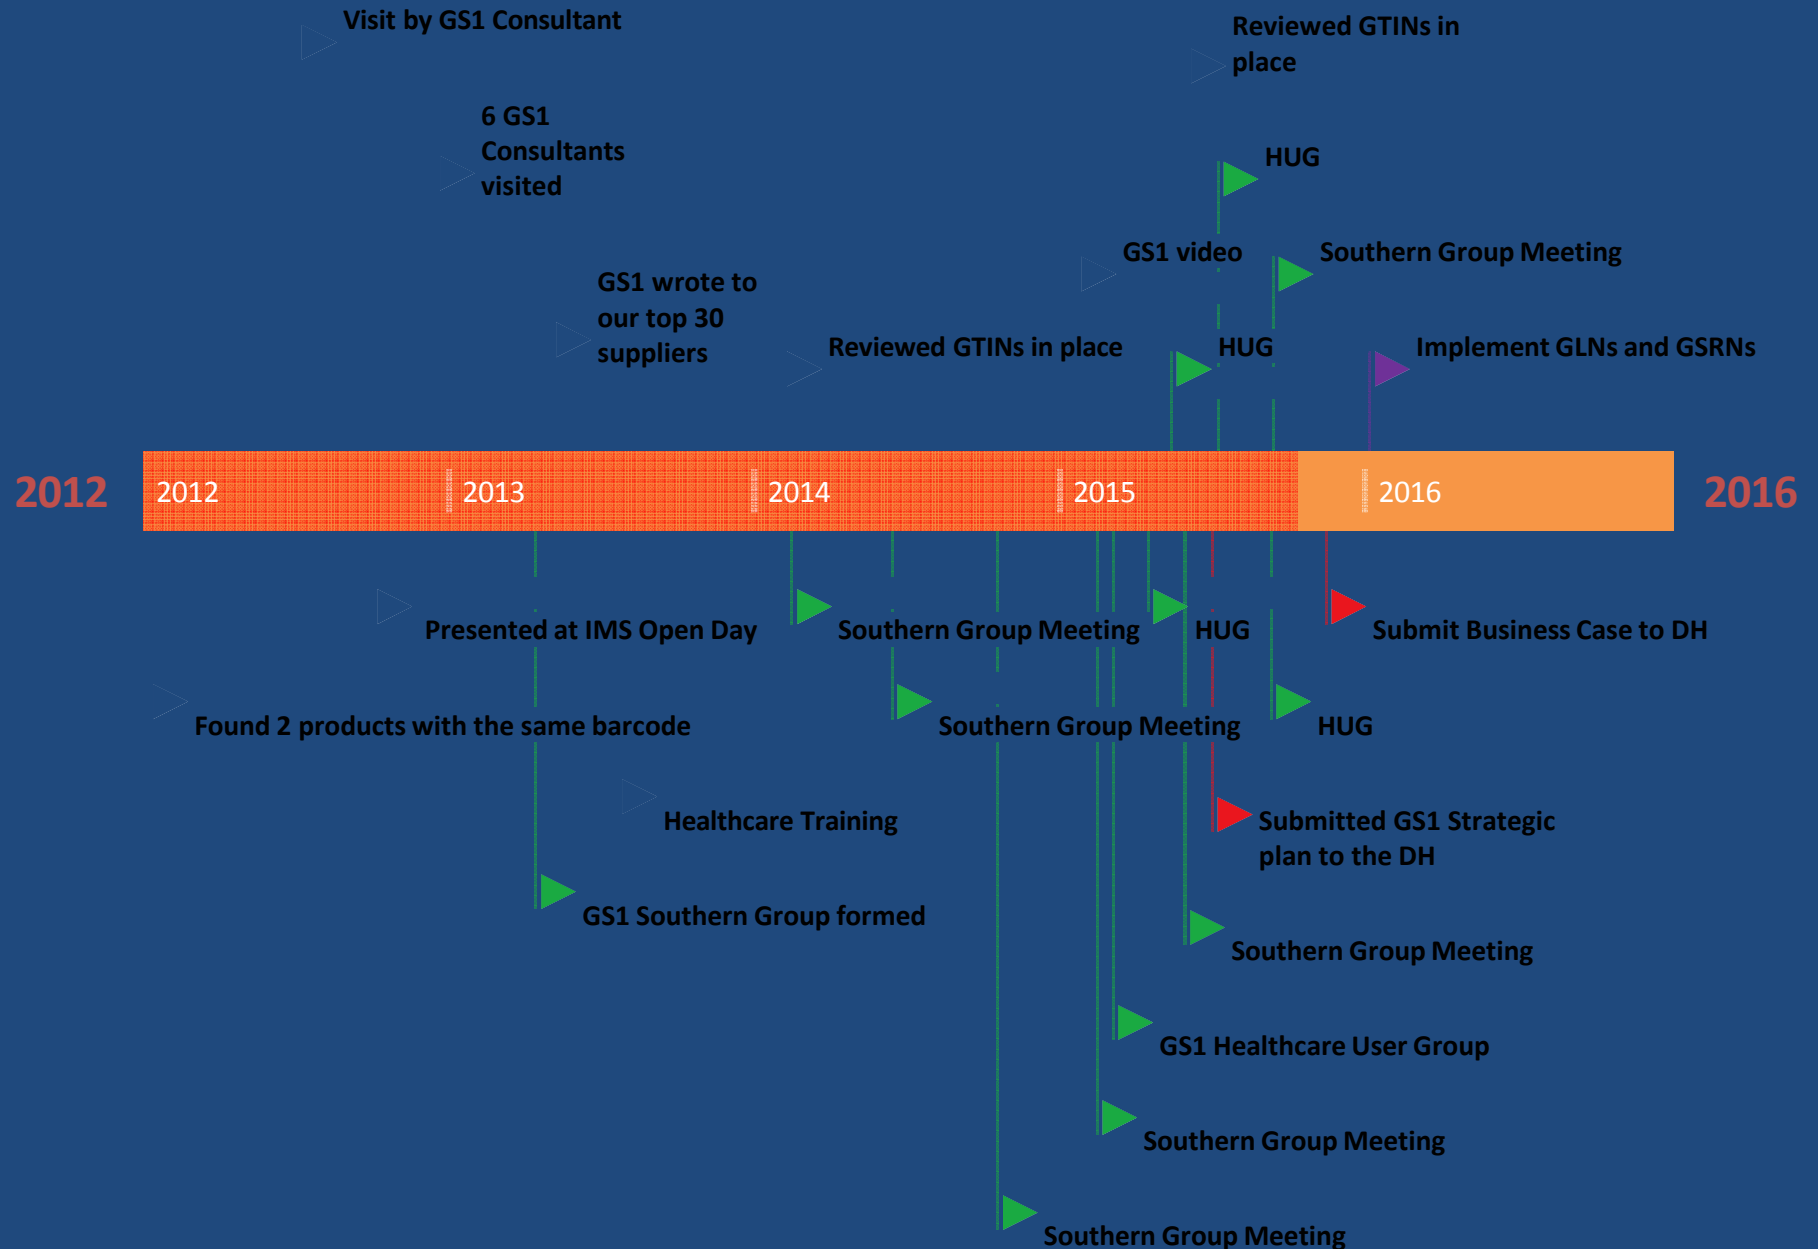 Visit by GS1 Consultant
Reviewed GTINs in
place
6 GS1
Consultants
visited
HUG
GS1 video
Southern Group Meeting
GS1 wrote to
our top 30
suppliers
Reviewed GTINs in place
HUG
Implement GLNs and GSRNs
2012
2012
2013
2014
2015
2016
2016
Presented at IMS Open Day
Southern Group Meeting
HUG
Submit Business Case to DH
Found 2 products with the same barcode
Southern Group Meeting
HUG
Healthcare Training
Submitted GS1 Strategic
plan to the DH
GS1 Southern Group formed
Southern Group Meeting
GS1 Healthcare User Group
Southern Group Meeting
Southern Group Meeting